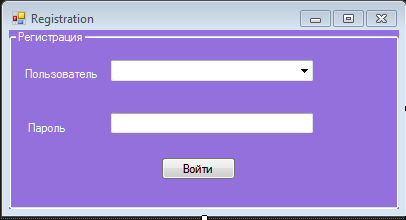 Registration
Регистрация
Пользователь
Пароль
Войти